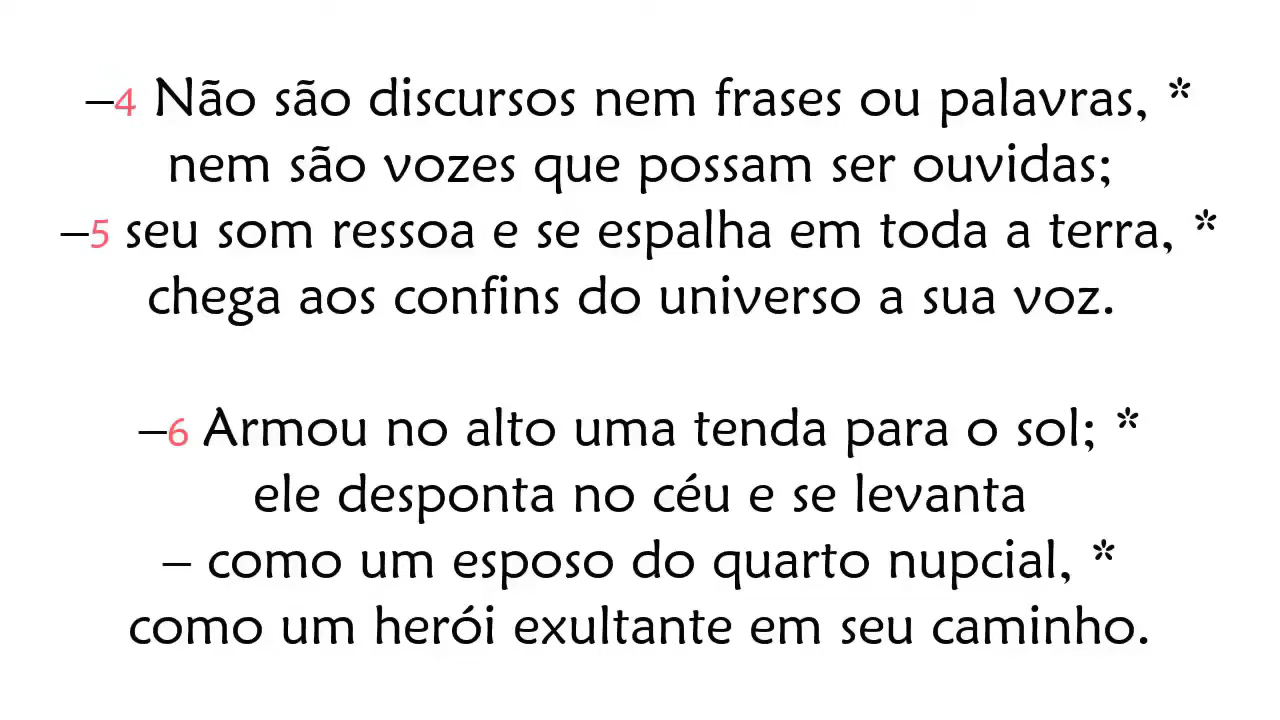 –4 Não são discursos nem frases ou palavras, *
nem são vozes que possam ser ouvidas;
–5 seu som ressoa e se espalha em toda a terra, *
chega aos confins do universo a sua voz.
–6 Armou no alto uma tenda para o sol; *
ele desponta no céu e se levanta
– como um esposo do quarto nupcial, *
como um herói exultante em seu caminho.